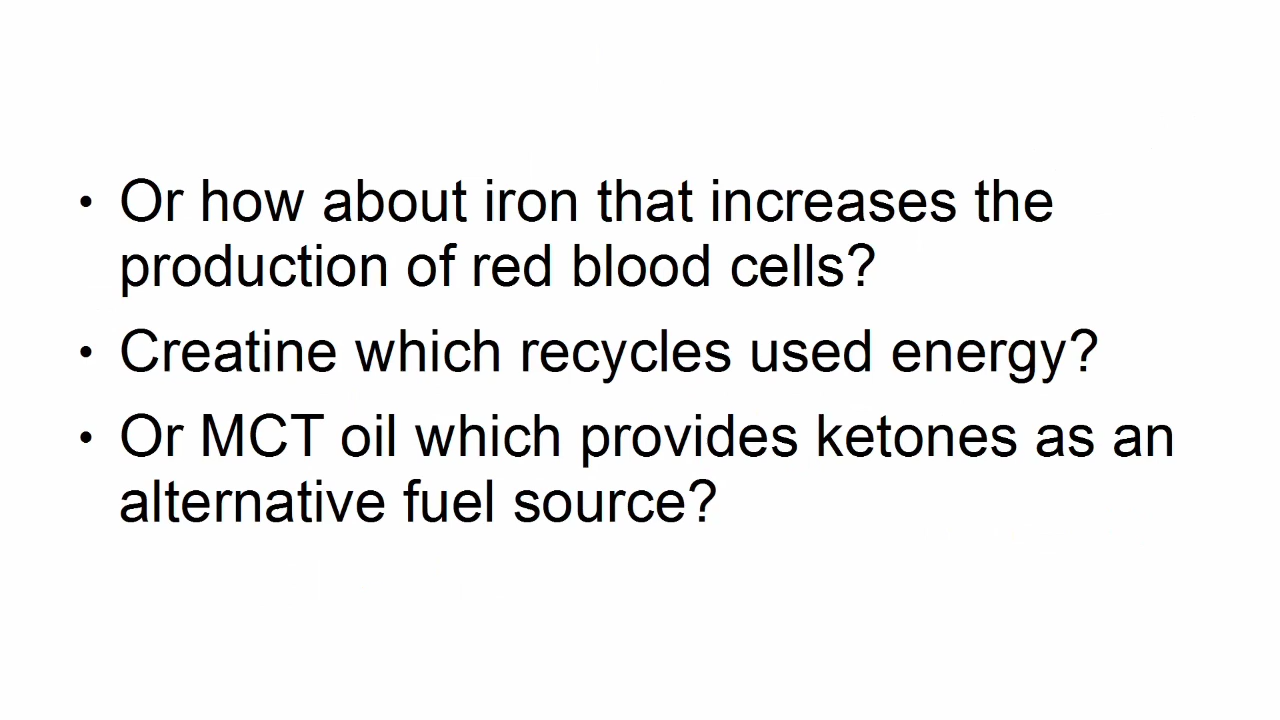 • Or how about iron that increases the
production of red blood cells?
• Creatine which recycles used energy?
• Or MCT oil which provides ketones as an
alternative fuel source?